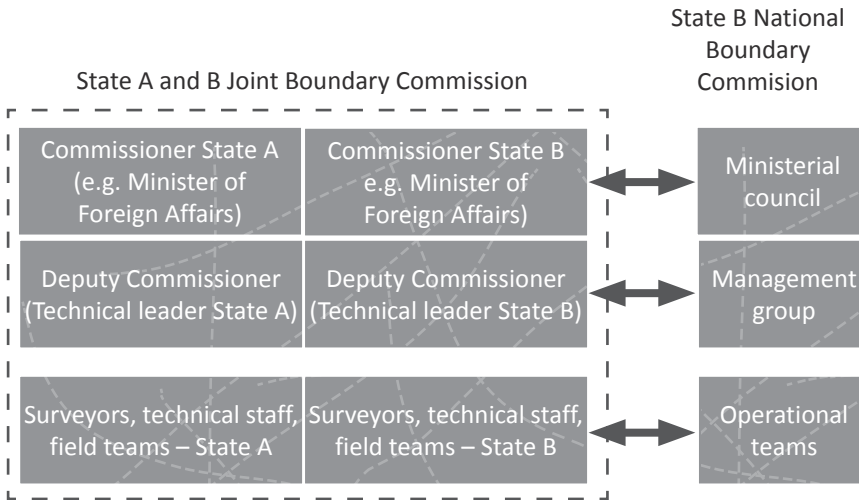 State A and B Joint Boundary Commission
State B National
Boundary
Commision
Commissioner State A
(e.g. Minister of
Foreign Affairs)
Commissioner State B
e.g. Minister of
Foreign Affairs)
Ministerial
council
Deputy Commissioner
(Technical leader State A)
Deputy Commissioner
(Technical leader State B)
Management
group
Surveyors, technical staff,
field teams – State A
Surveyors, technical staff,
field teams – State B
Operational
teams